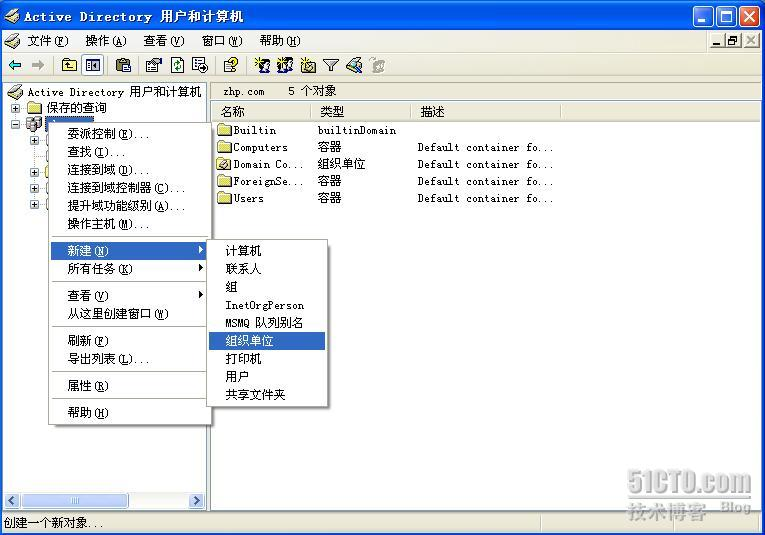 Active Directory 用户和计算机
文件(F) 操作(A) 查看(V) 窗口(W) 帮助(H)
Active Directory 用户和计算机
保存的查询
zhp.com 5 个对象
名称 类型 描述
Builtin builtinDomain
Computers 容器 Default container fo...
Domain Co... 组织单位
ForeignSe... 容器 Default container fo...
Users 容器 Default container fo...
委派控制(E)...
查找(I)...
连接到域(D)...
连接到域控制器(C)...
提升域功能级别(A)...
操作主机(M)...
新建(N)
所有任务(K)
查看(V)
从这里创建窗口(W)
刷新(F)
导出列表(L)...
属性(R)
帮助(H)
计算机
联系人
组
InetOrgPerson
MSMQ 队列别名
组织单位
打印机
用户
共享文件夹
创建一个新对象...
51CTO.com
技术博客 Blog